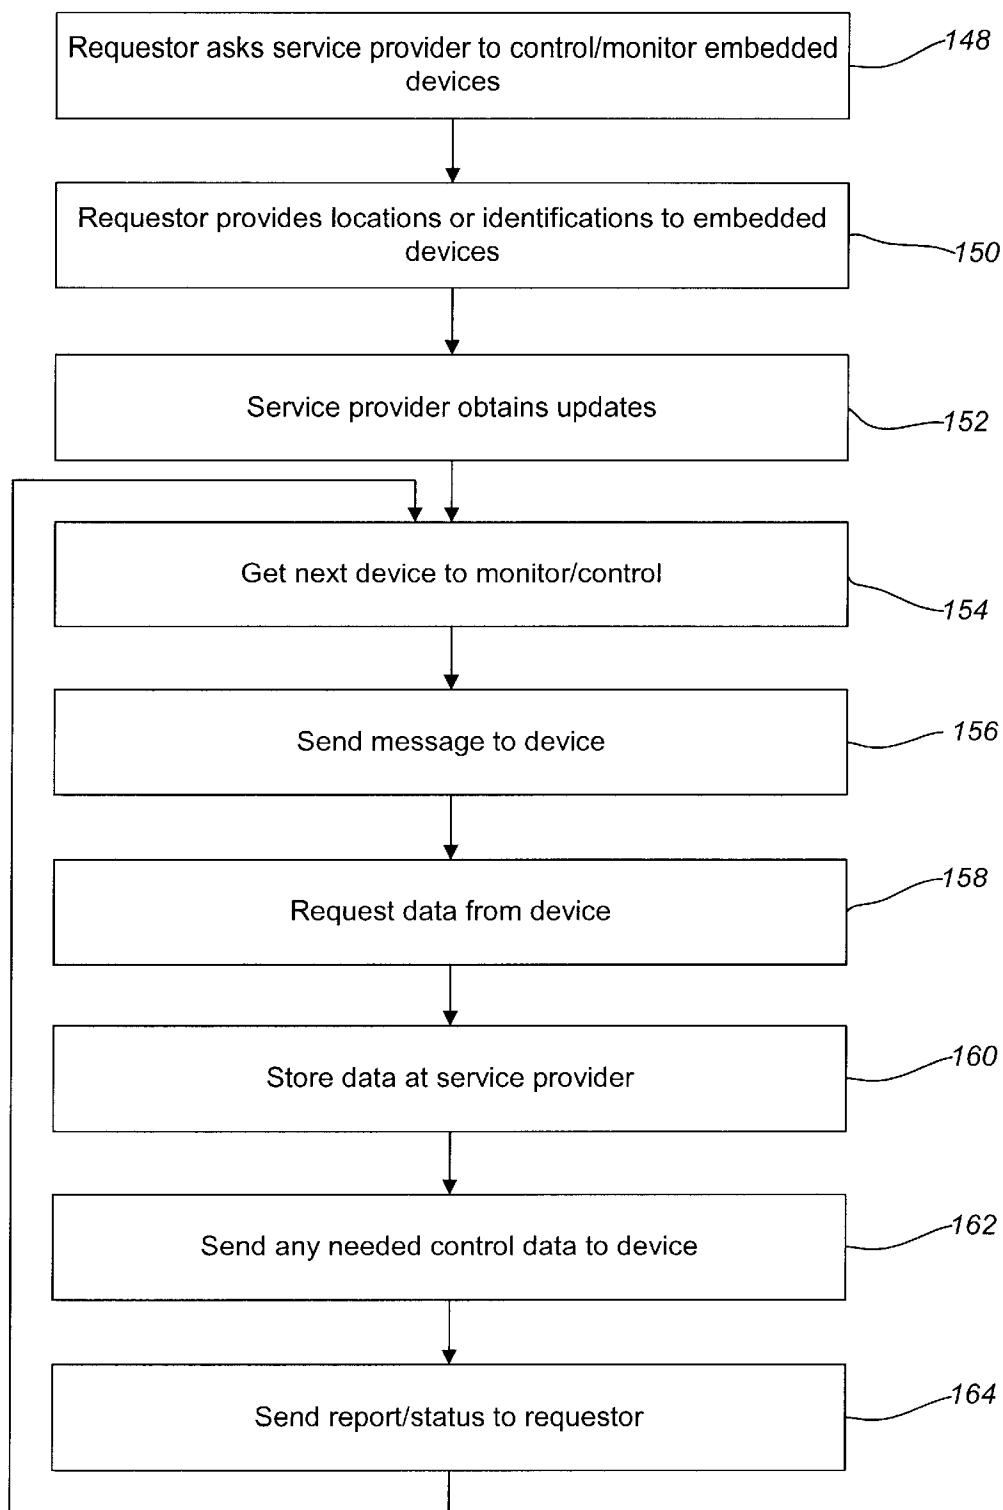 Requestor asks service provider to control/monitor embedded
devices
148
Requestor provides locations or identifications to embedded
devices
150
Service provider obtains updates
152
Get next device to monitor/control
154
Send message to device
156
Request data from device
158
Store data at service provider
160
Send any needed control data to device
162
Send report/status to requestor
164